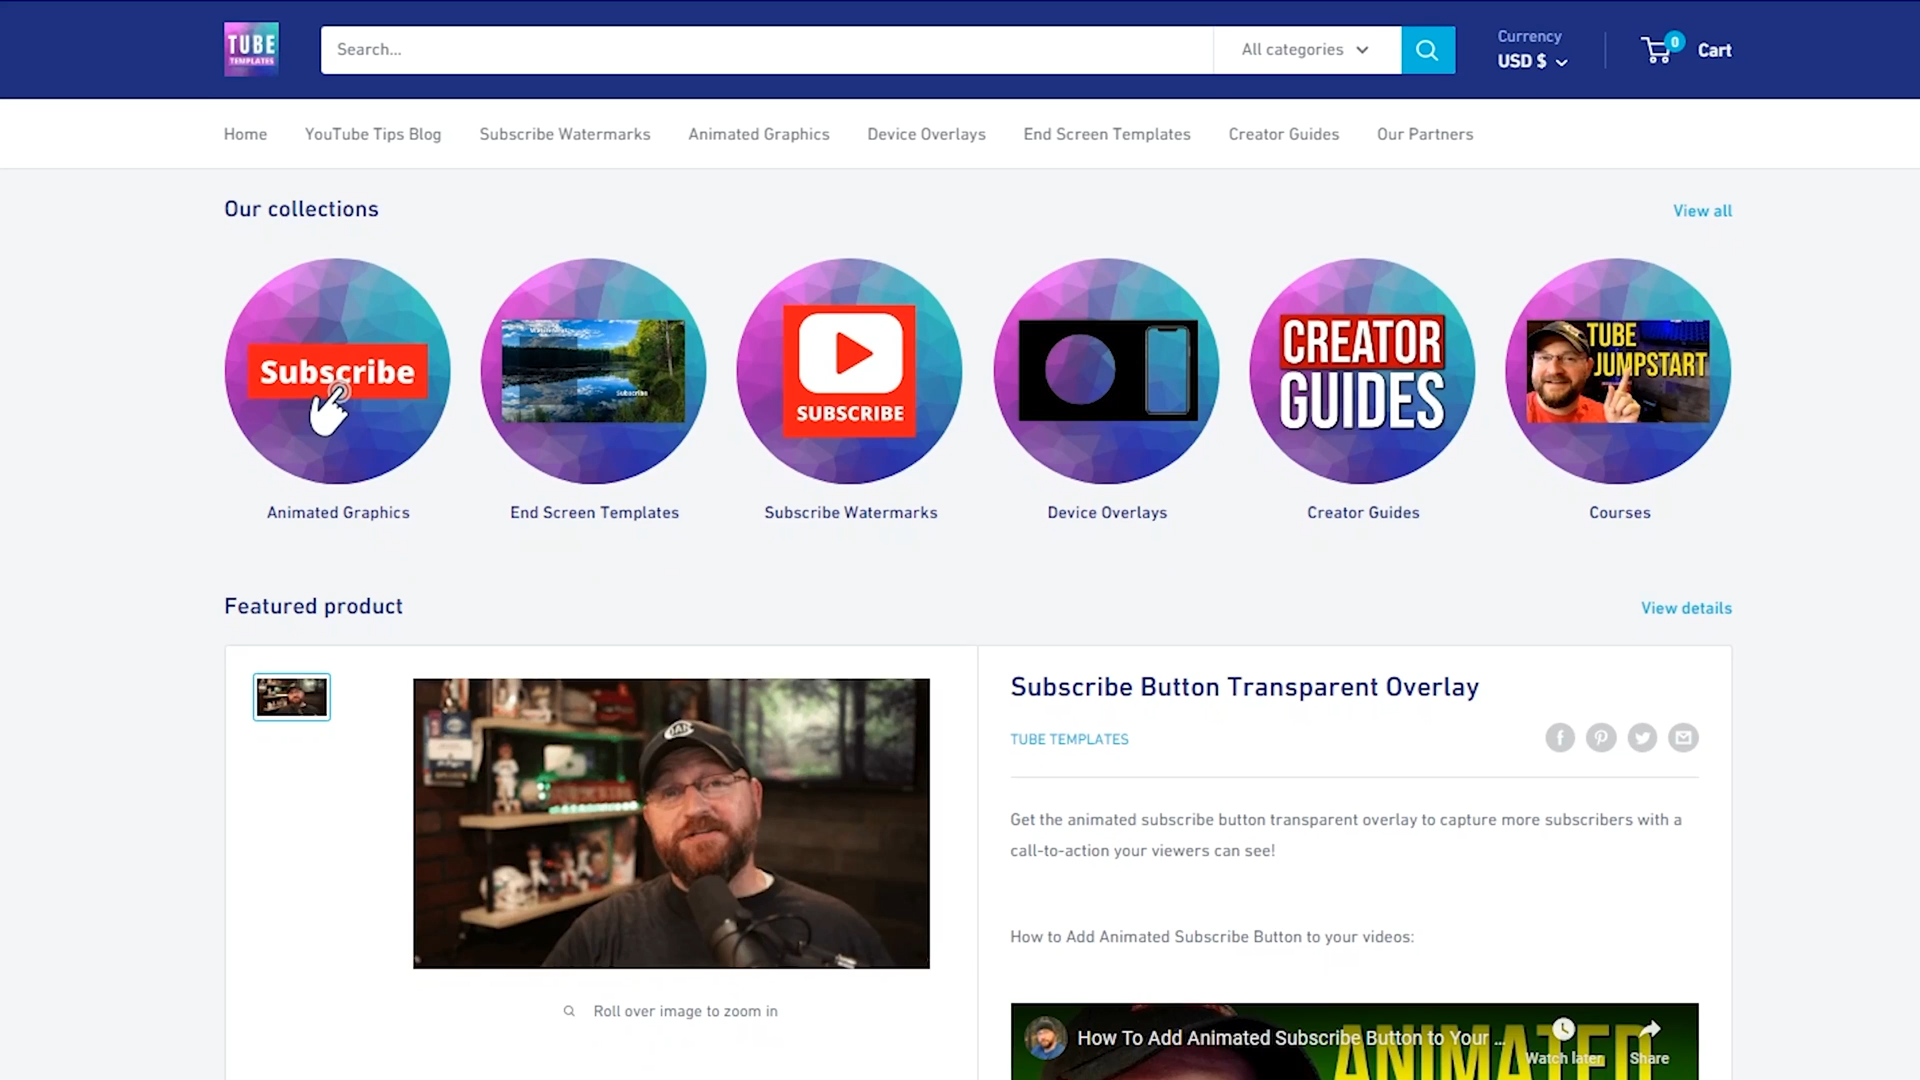 TUBE
TEMPLATES
Search...
All categories
Currency
USD $
0
Cart
Home
YouTube Tips Blog
Subscribe Watermarks
Animated Graphics
Device Overlays
End Screen Templates
Creator Guides
Our Partners
Our collections
View all
Subscribe
Subscribe
SUBSCRIBE
CREATOR
GUIDES
TUBE
JUMPSTART
Animated Graphics
End Screen Templates
Subscribe Watermarks
Device Overlays
Creator Guides
Courses
Featured product
View details
Subscribe Button Transparent Overlay
TUBE TEMPLATES
Get the animated subscribe button transparent overlay to capture more subscribers with a
call-to-action your viewers can see!
How to Add Animated Subscribe Button to your videos:
Roll over image to zoom in
How To Add Animated Subscribe Button to Your ...
Watch later
Share
ANIMATED